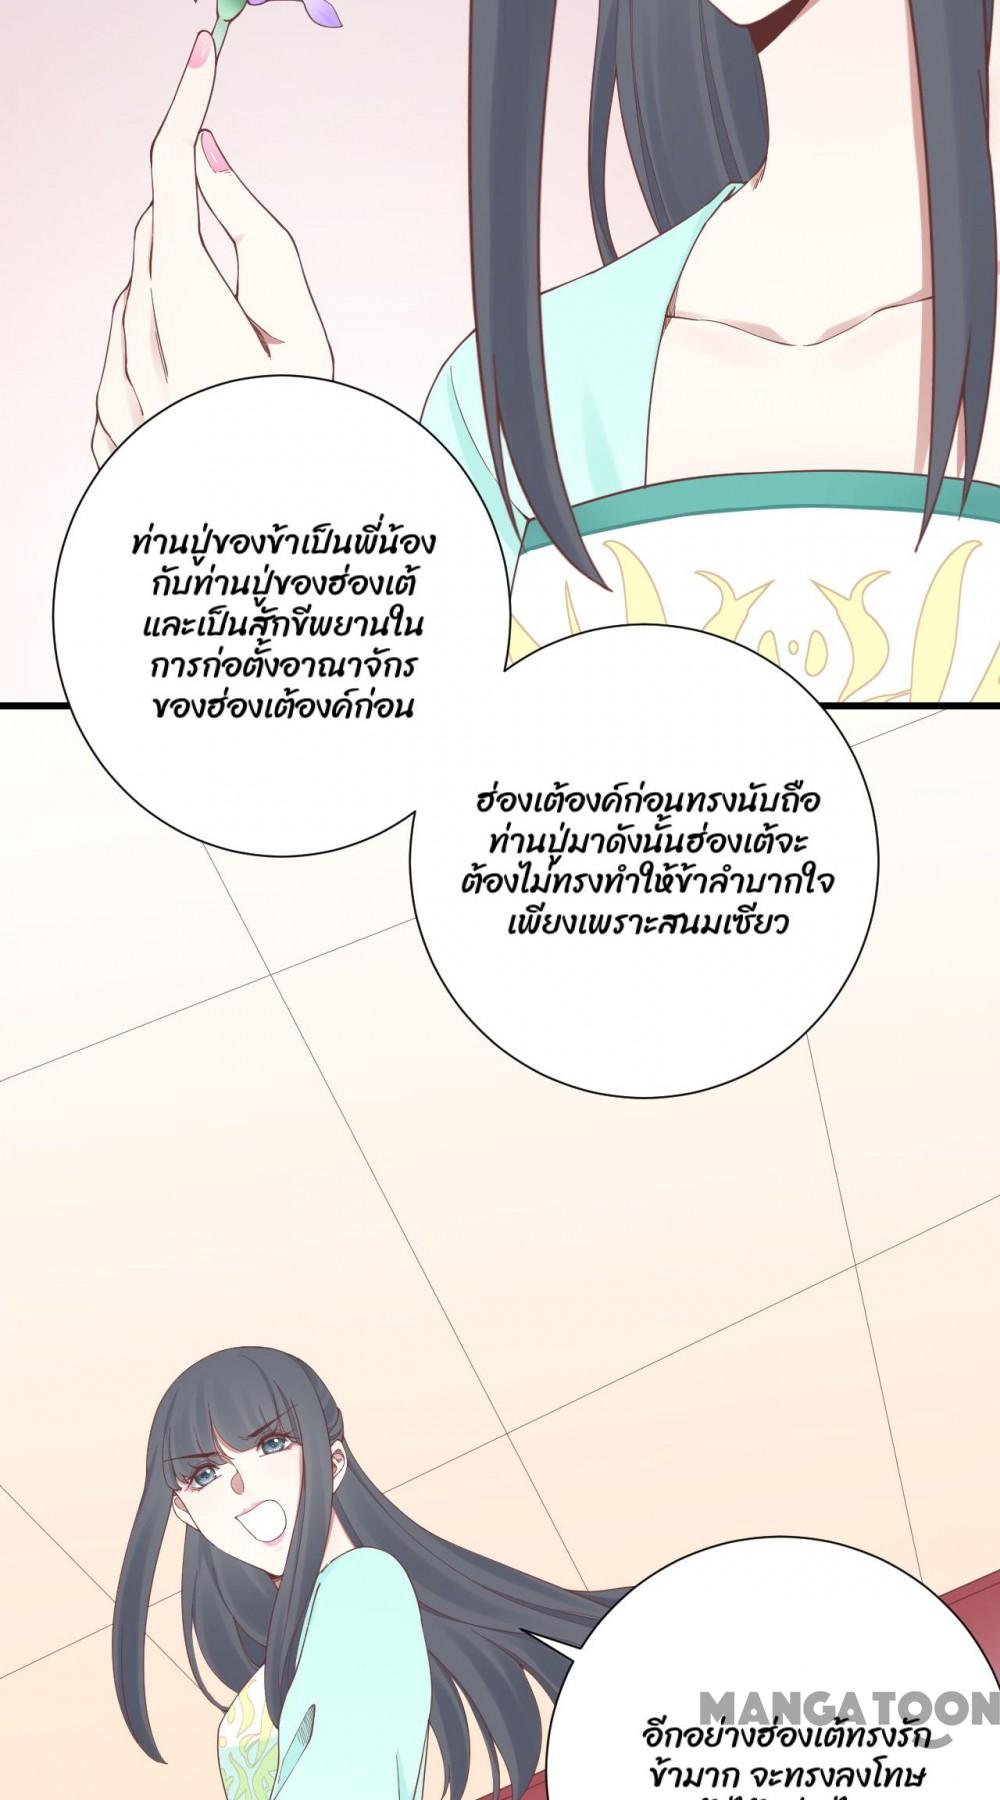 ท่านปู่ของข้าเป็นพี่น้อง
กับท่านปู่ของฮ่องเต้
และเป็นสักขีพยานใน
การก่อตั้งอาณาจักร
ของฮ่องเต้องค์ก่อน
ฮ่องเต้องค์ก่อนทรงนับถือ
ท่านปู่มาดังนั้นฮ่องเต้จะ
ต้องไม่ทรงทำให้ข้าลำบากใจ
เพียงเพราะสนมเซียว
MANGATOON
อีกอย่างฮ่องเต้ทรงรัก
ข้ามาก จะทรงลงโทษ